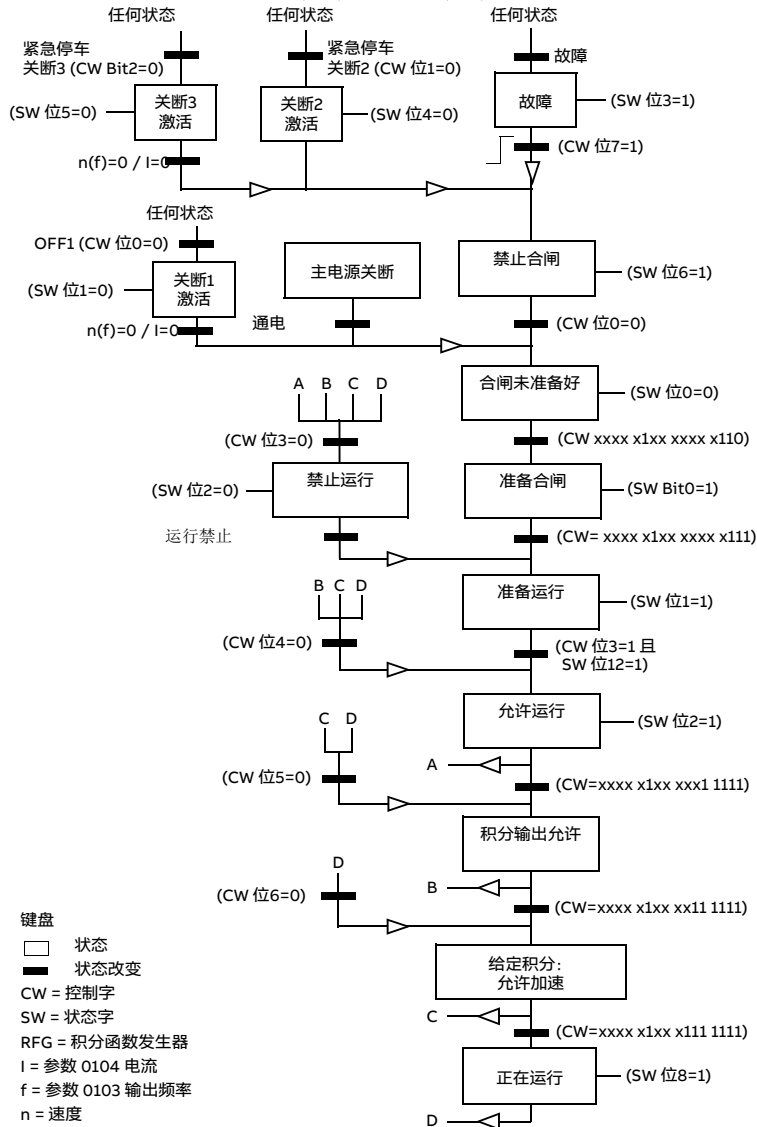 任何状态
任何状态
任何状态
紧急停车
关断3 (CW Bit2=0)
紧急停车
关断2 (CW 位1=0)
故障
(SW 位5=0)
关断3
激活
关断2
激活
(SW 位4=0)
故障
(SW 位3=1)
(CW 位7=1)
n(f)=0 / I=0
任何状态
OFF1 (CW 位0=0)
(SW 位1=0)
关断1
激活
主电源关断
禁止合闸
(SW 位6=1)
n(f)=0 / I=0
通电
(CW 位0=0)
合闸未准备好
(SW 位0=0)
A B C D
(CW 位3=0)
(CW xxxx x1xx xxxx x110)
(SW 位2=0)
禁止运行
准备合闸
(SW Bit0=1)
运行禁止
(CW= xxxx x1xx xxxx x111)
B C D
准备运行
(SW 位1=1)
(CW 位4=0)
(CW 位3=1 且
SW 位12=1)
允许运行
(SW 位2=1)
C D
A
(CW 位5=0)
(CW=xxxx x1xx xxx1 1111)
积分输出允许
D
B
(CW 位6=0)
(CW=xxxx x1xx xx11 1111)
给定积分:
允许加速
C
(CW=xxxx x1xx x111 1111)
正在运行
(SW 位8=1)
D
键盘
状态
状态改变
CW = 控制字
SW = 状态字
RFG = 积分函数发生器
I = 参数 0104 电流
f = 参数 0103 输出频率
n = 速度